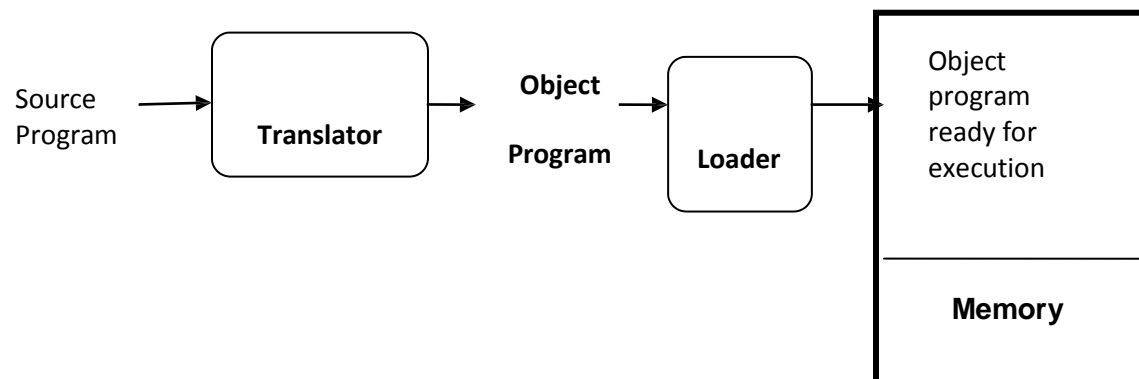 Source
Program
Translator
Object
Program
Loader
Object
program
ready for
execution
Memory